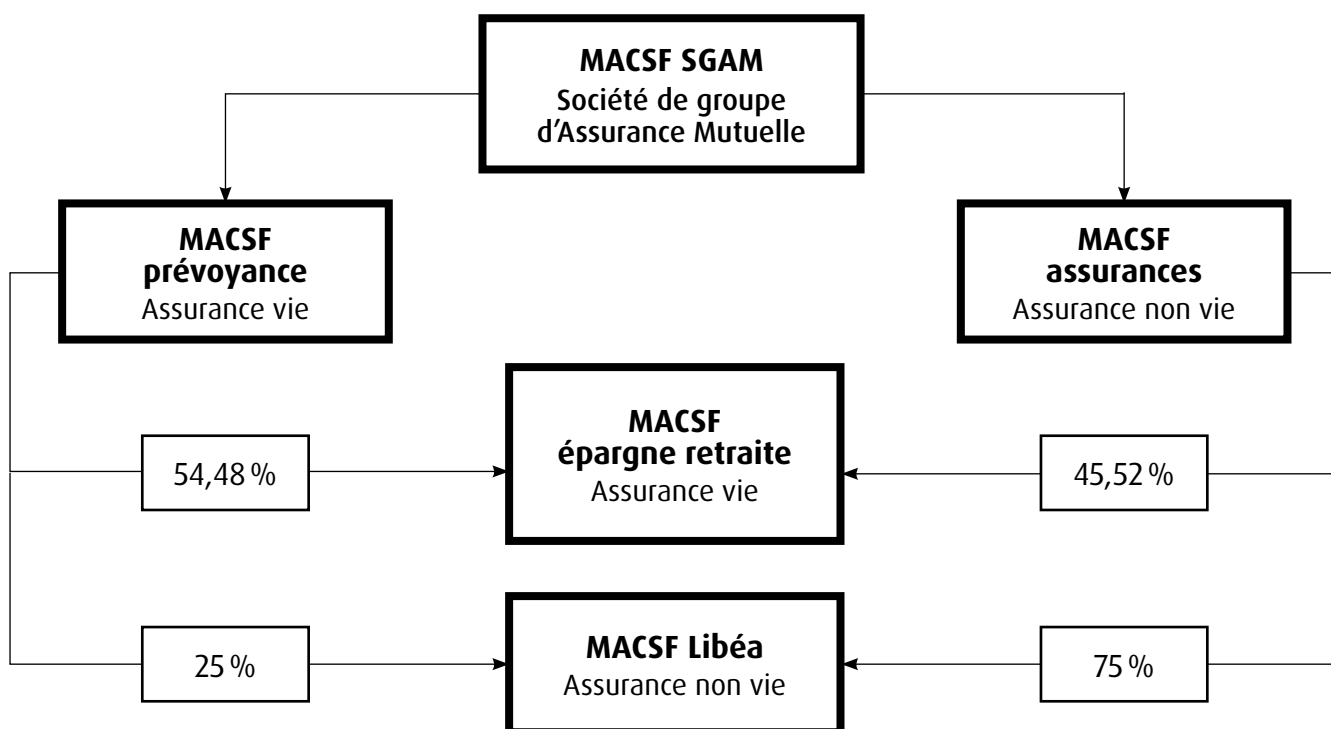 MACSF SGAM
Société de groupe
d'Assurance Mutuelle
MACSF
prévoyance
Assurance vie
MACSF
assurances
Assurance non vie
MACSF
épargne retraite
Assurance vie
54,48 %
45,52 %
MACSF Libéa
Assurance non vie
25 %
75 %